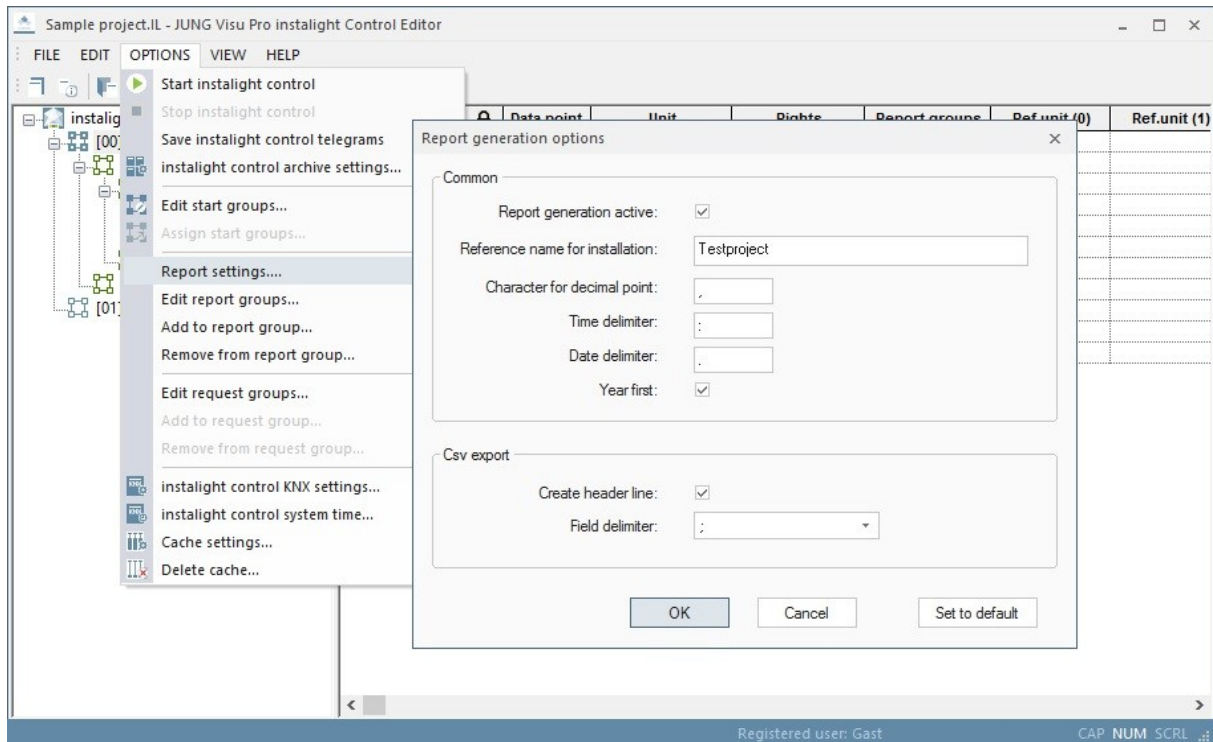 Sample project.IL - JUNG Visu Pro instalight Control Editor
FILE EDIT OPTIONS VIEW HELP
Start instalight control
Stop instalight control
Save instalight control telegrams
instalight control archive settings...
Edit start groups...
Assign start groups...
Report settings....
Edit report groups...
Add to report group...
Remove from report group...
Edit request groups...
Add to request group...
Remove from request group...
instalight control KNX settings...
instalight control system time...
Cache settings...
Delete cache...
instalig
[00]
[01]
Data point Unit Rights Report groups Ref.unit (0) Ref.unit (1)
Report generation options
Common
Report generation active:
Reference name for installation: Testproject
Character for decimal point: ,
Time delimiter: :
Date delimiter: .
Year first:
Csv export
Create header line:
Field delimiter: ;
OK Cancel Set to default
Registered user: Gast CAP NUM SCRL